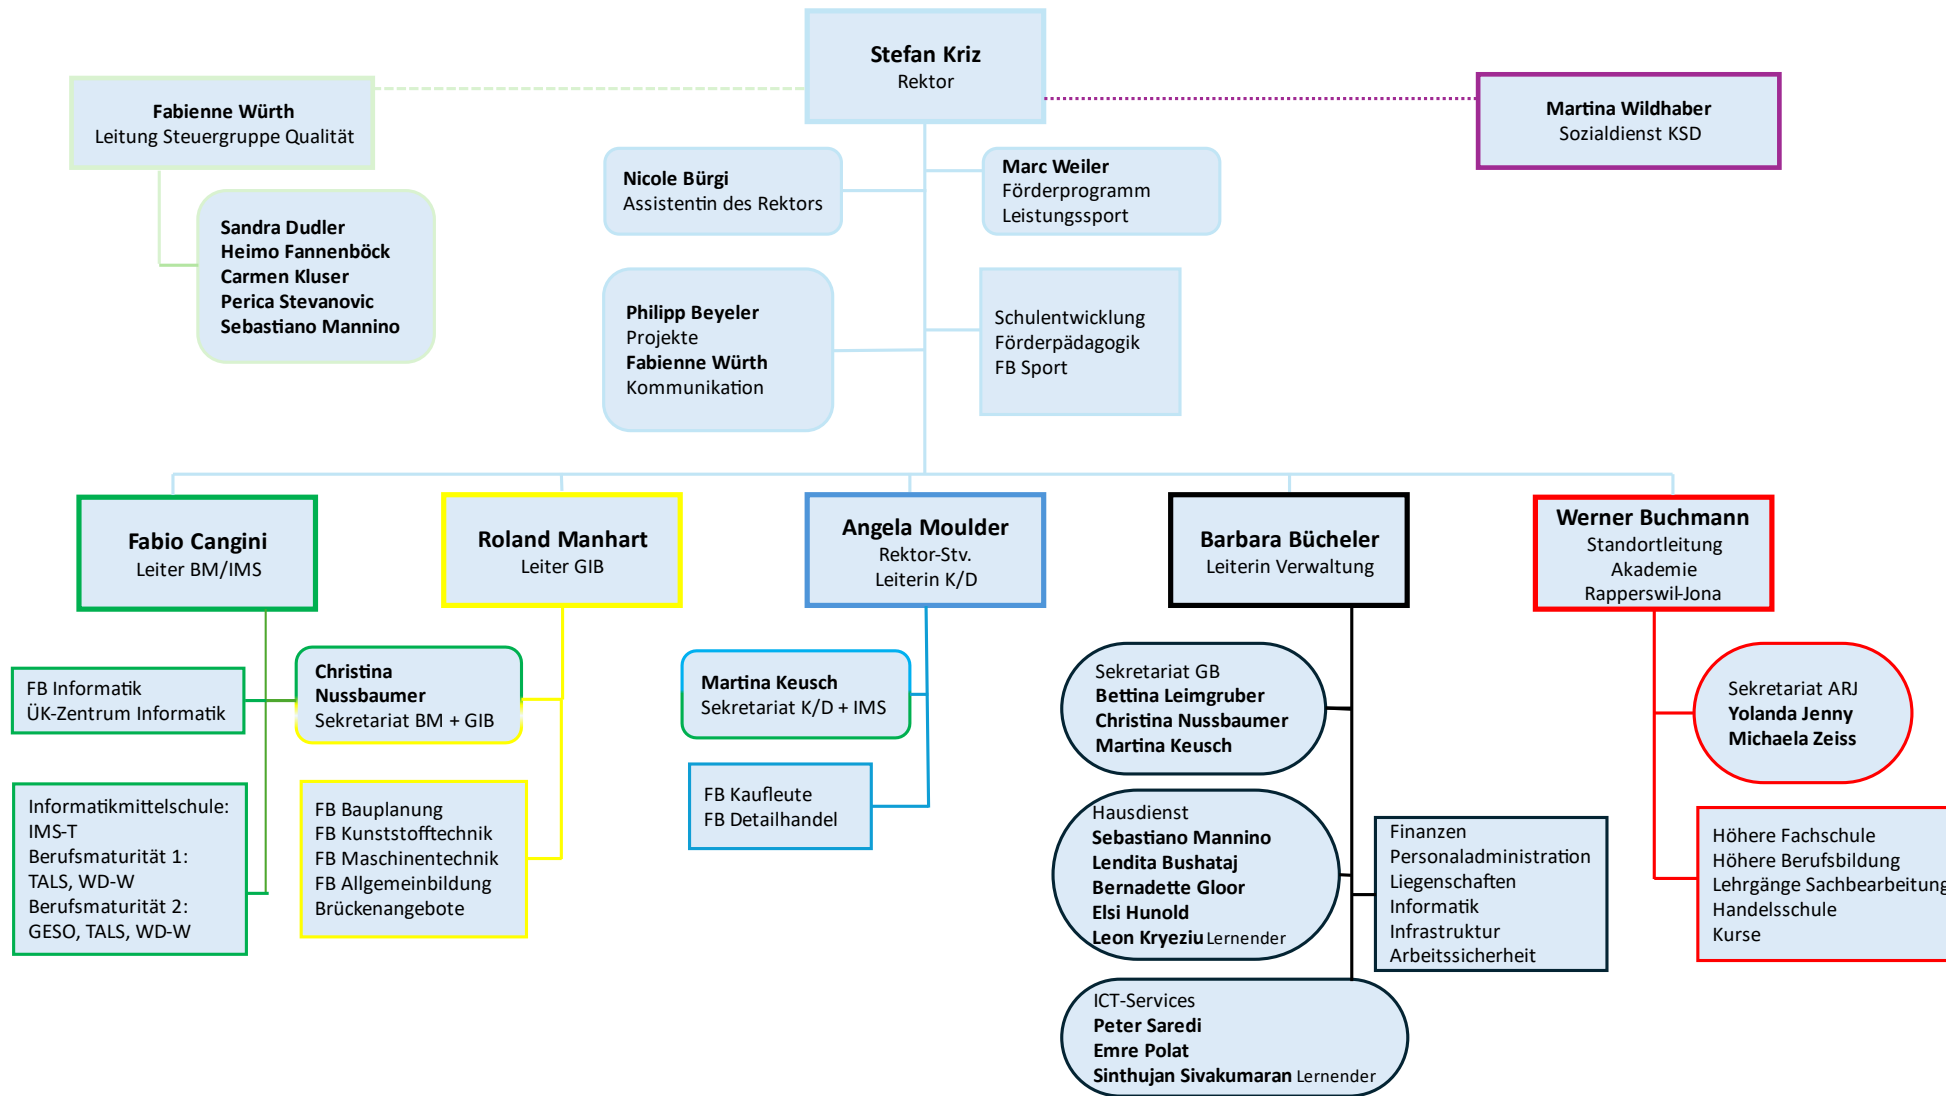 Stefan Kriz
Rektor
Fabienne Würth
Leitung Steuergruppe Qualität
Martina Wildhaber
Sozialdienst KSD
Nicole Bürgi
Assistentin des Rektors
Marc Weiler
Förderprogramm
Leistungssport
Sandra Dudler
Heimo Fannenböck
Carmen Kluser
Perica Stevanovic
Sebastiano Mannino
Philipp Beyeler
Projekte
Fabienne Würth
Kommunikation
Schulentwicklung
Förderpädagogik
FB Sport
Fabio Cangini
Leiter BM/IMS
Roland Manhart
Leiter GIB
Angela Moulder
Rektor-Stv.
Leiterin K/D
Barbara Bücheler
Leiterin Verwaltung
Werner Buchmann
Standortleitung
Akademie
Rapperswil-Jona
FB Informatik
ÜK-Zentrum Informatik
Christina
Nussbaumer
Sekretariat BM + GIB
Martina Keusch
Sekretariat K/D + IMS
Sekretariat GB
Bettina Leimgruber
Christina Nussbaumer
Martina Keusch
Sekretariat ARJ
Yolanda Jenny
Michaela Zeiss
Informatikmittelschule:
IMS-T
Berufsmaturität 1:
TALS, WD-W
Berufsmaturität 2:
GESO, TALS, WD-W
FB Bauplanung
FB Kunststofftechnik
FB Maschinentechnik
FB Allgemeinbildung
Brückenangebote
FB Kaufleute
FB Detailhandel
Hausdienst
Sebastiano Mannino
Lendita Bushataj
Bernadette Gloor
Elsi Hunold
Leon Kryeziu Lernender
Finanzen
Personaladministration
Liegenschaften
Informatik
Infrastruktur
Arbeitssicherheit
Höhere Fachschule
Höhere Berufsbildung
Lehrgänge Sachbearbeitung
Handelsschule
Kurse
ICT-Services
Peter Saredi
Emre Polat
Sinthujan Sivakumaran Lernender